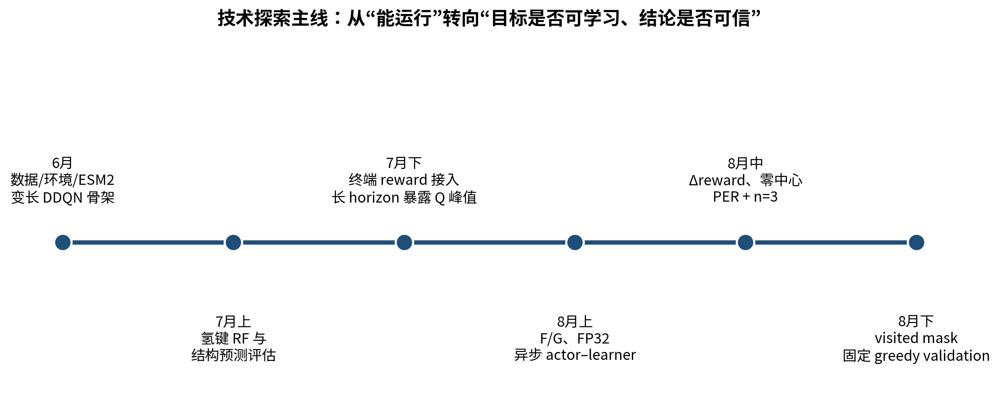 技术探索主线：从“能运行”转向“目标是否可学习、结论是否可信”
6月
数据/环境/ESM2
变长 DDQN 骨架
7月上
氢键 RF 与
结构预测评估
7月下
终端 reward 接入
长 horizon 暴露 Q 峰值
8月上
F/G、FP32
异步 actor–learner
8月中
Δreward、零中心
PER + n=3
8月下
visited mask
固定 greedy validation